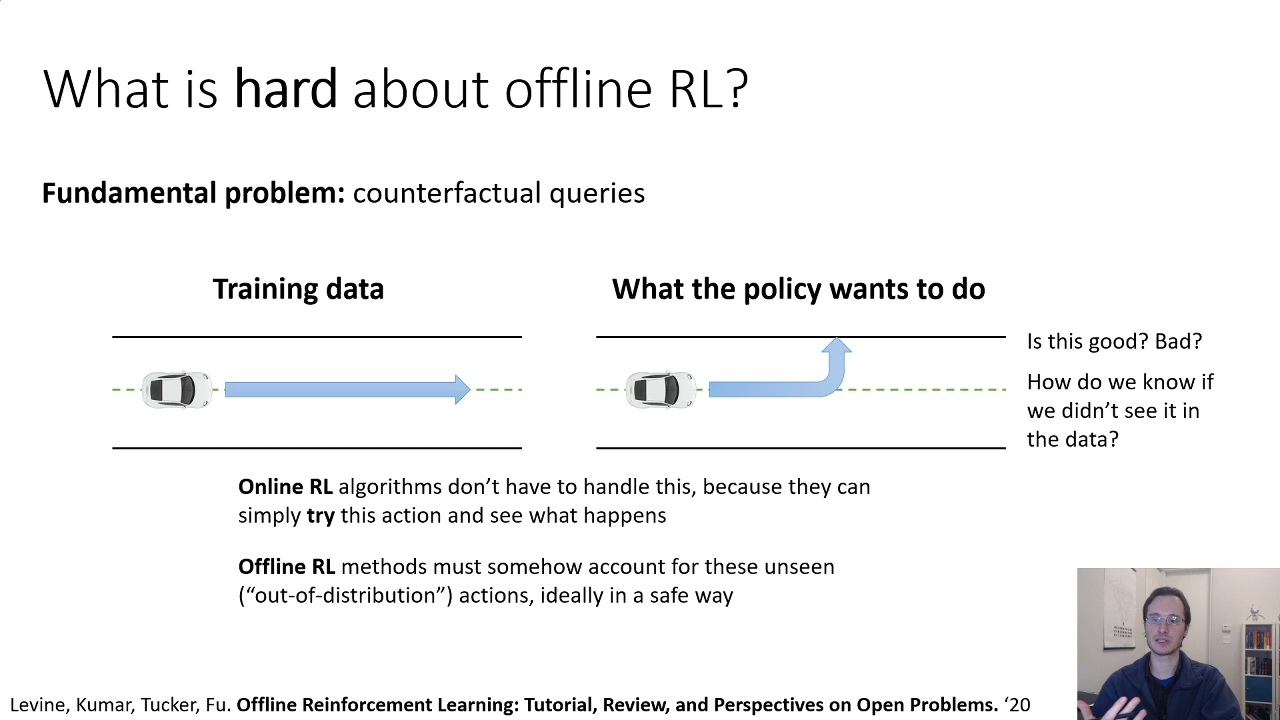 What is hard about offline RL?
Fundamental problem: counterfactual queries
Training data
What the policy wants to do
Is this good? Bad?
How do we know if
we didn’t see it in
the data?
Online RL algorithms don’t have to handle this, because they can
simply try this action and see what happens
Offline RL methods must somehow account for these unseen
(“out-of-distribution”) actions, ideally in a safe way
Levine, Kumar, Tucker, Fu. Offline Reinforcement Learning: Tutorial, Review, and Perspectives on Open Problems. ‘20